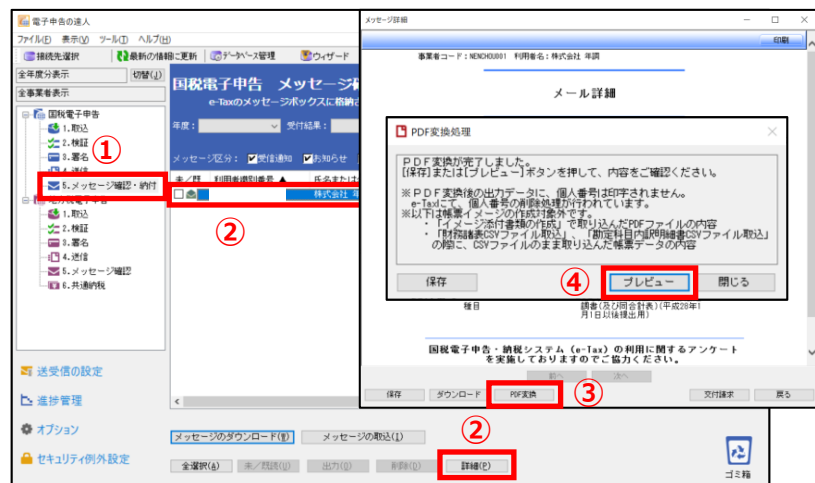 電子申告の達人
ファイル(F) 表示(V) ツール(T) ヘルプ(H)
接続先選択 最新の情報に更新 データベース管理 ウィザード
全年度分表示 切替(J)
全事業者表示
国税電子申告
1.取込
2.検証
①
3.署名
4.送信
5.メッセージ確認・納付
1.取込
2.検証
3.署名
4.送信
5.メッセージ確認
6.共通納税
送受信の設定
進捗管理
オプション
セキュリティ例外設定
国税電子申告 メッセージ
e-Taxのメッセージボックスに格納
年度: 受付結果:
メッセージ区分: 受信通知 お知らせ
未/既 利用者識別番号 ▲ 氏名または
株式会社 年
②
メッセージのダウンロード(W) メッセージの取込(I)
②
全選択(A) 未/既読(U) 出力(O) 削除(D) 詳細(P)
ゴミ箱
メッセージ詳細
印刷
事業者コード:NENCHOU001 利用者名:株式会社 年調
メール詳細
PDF変換処理
PDF変換が完了しました。
[保存]または[プレビュー]ボタンを押して、内容をご確認ください。
※PDF変換後の出力データに、個人番号は印字されません。
e-Taxにて、個人番号の削除処理が行われています。
※以下は帳票イメージの作成対象外です。
・「イメージ添付書類の作成」で取り込んだPDFファイルの内容
・「財務諸表CSVファイル取込」、「勘定科目内訳明細書CSVファイル取込」
の際に、CSVファイルのまま取り込んだ帳票データの内容
④
保存 プレビュー 閉じる
種目 調書(及び同合計表)(平成28年1
月1日以後提出用)
国税電子申告・納税システム(e-Tax)の利用に関するアンケート
を実施しておりますのでご協力ください。
前へ 次へ
保存 ダウンロード PDF変換 ③ 交付請求 戻る